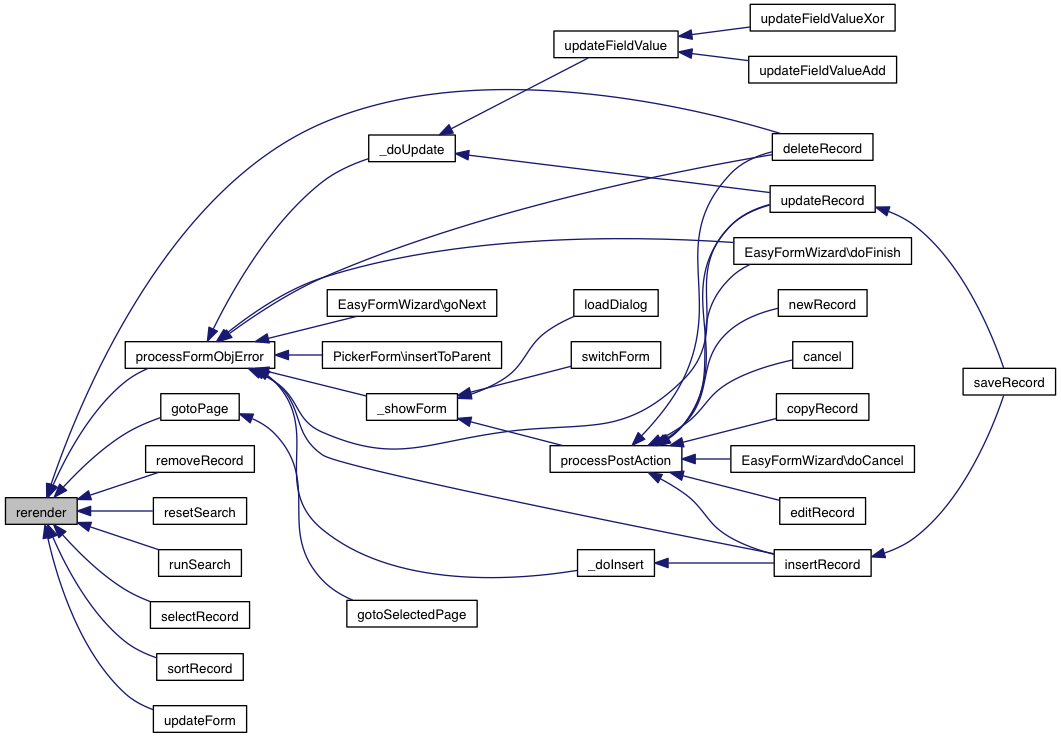 updateFieldValueXor
updateFieldValue
updateFieldValueAdd
_doUpdate
deleteRecord
updateRecord
EasyFormWizard\doFinish
EasyFormWizard\goNext
loadDialog
newRecord
processFormObjError
PickerForm\insertToParent
switchForm
cancel
saveRecord
gotoPage
_showForm
copyRecord
removeRecord
processPostAction
EasyFormWizard\doCancel
rerender
resetSearch
editRecord
runSearch
_doInsert
insertRecord
selectRecord
gotoSelectedPage
sortRecord
updateForm